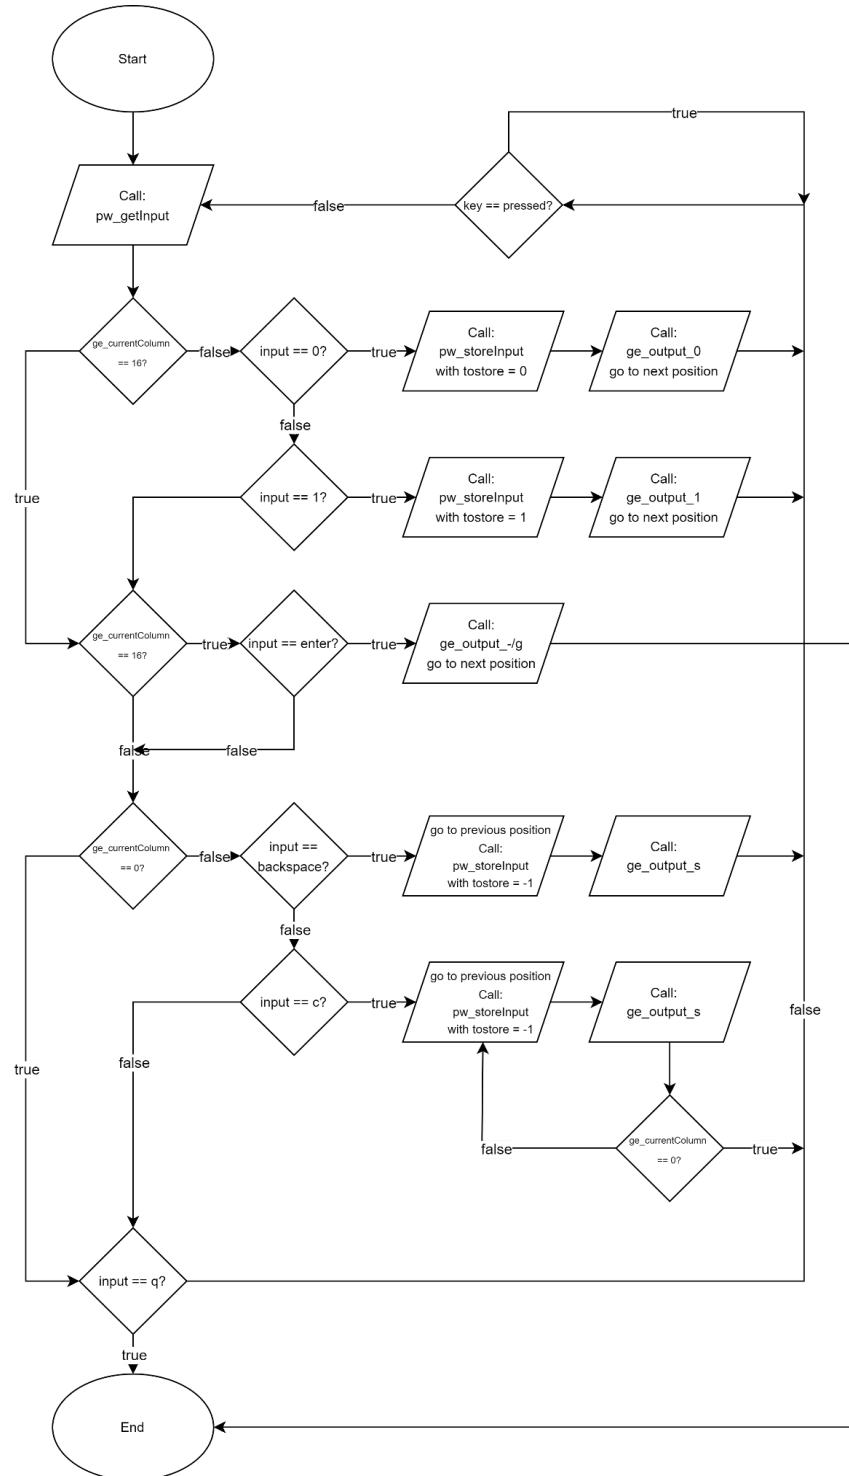 Start
true
Call:
pw_getInput
false
key == pressed?
ge_currentColumn
== 16?
false
input == 0?
true
Call:
pw_storeInput
with tostore = 0
Call:
ge_output_0
go to next position
false
true
input == 1?
true
Call:
pw_storeInput
with tostore = 1
Call:
ge_output_1
go to next position
ge_currentColumn
== 16?
true
input == enter?
true
Call:
ge_output_-/g
go to next position
false
false
ge_currentColumn
== 0?
false
input ==
backspace?
true
go to previous position
Call:
pw_storeInput
with tostore = -1
Call:
ge_output_s
false
input == c?
true
go to previous position
Call:
pw_storeInput
with tostore = -1
Call:
ge_output_s
false
true
false
false
ge_currentColumn
== 0?
true
input == q?
true
End